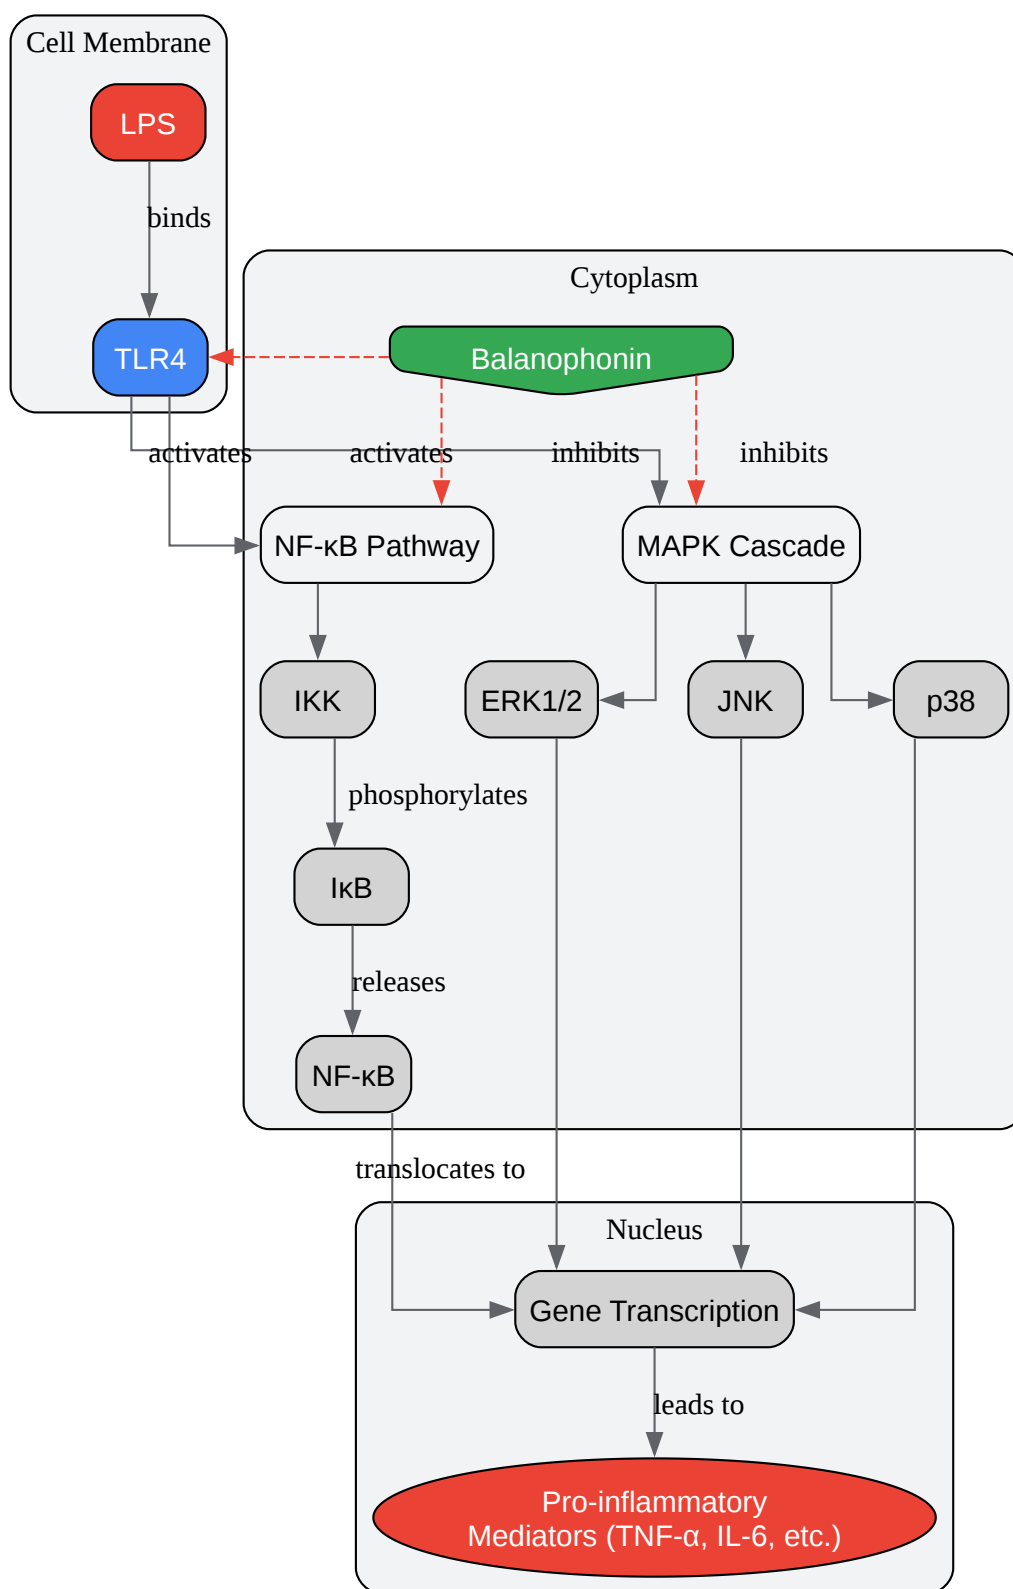 Cell Membrane
LPS
binds
Cytoplasm
TLR4
Balanophonin
activates
activates
inhibits
inhibits
NF-κB Pathway
MAPK Cascade
IKK
ERK1/2
JNK
p38
phosphorylates
IκB
releases
NF-κB
translocates to
Nucleus
Gene Transcription
leads to
Pro-inflammatory
Mediators (TNF-α, IL-6, etc.)